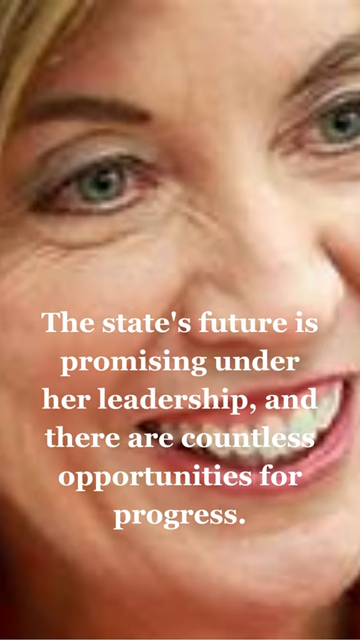 The state's future is
promising under
her leadership, and
there are countless
opportunities for
progress.